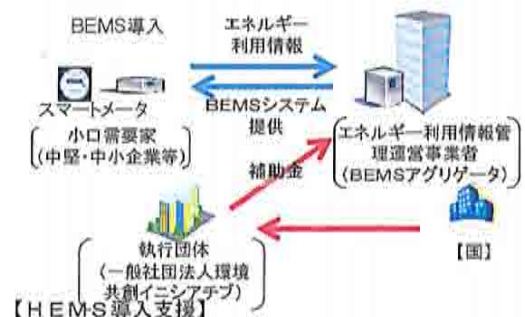 BEMS導入
エネルギー
利用情報
スマートメータ
BEMSシステム
提供
小口需要家
(中堅・中小企業等)
エネルギー利用情報管
理運営事業者
(BEMSアグリゲータ)
補助金
【国】
執行団体
(一般社団法人環境
共創イニシアチブ)
【HEMS導入支援】